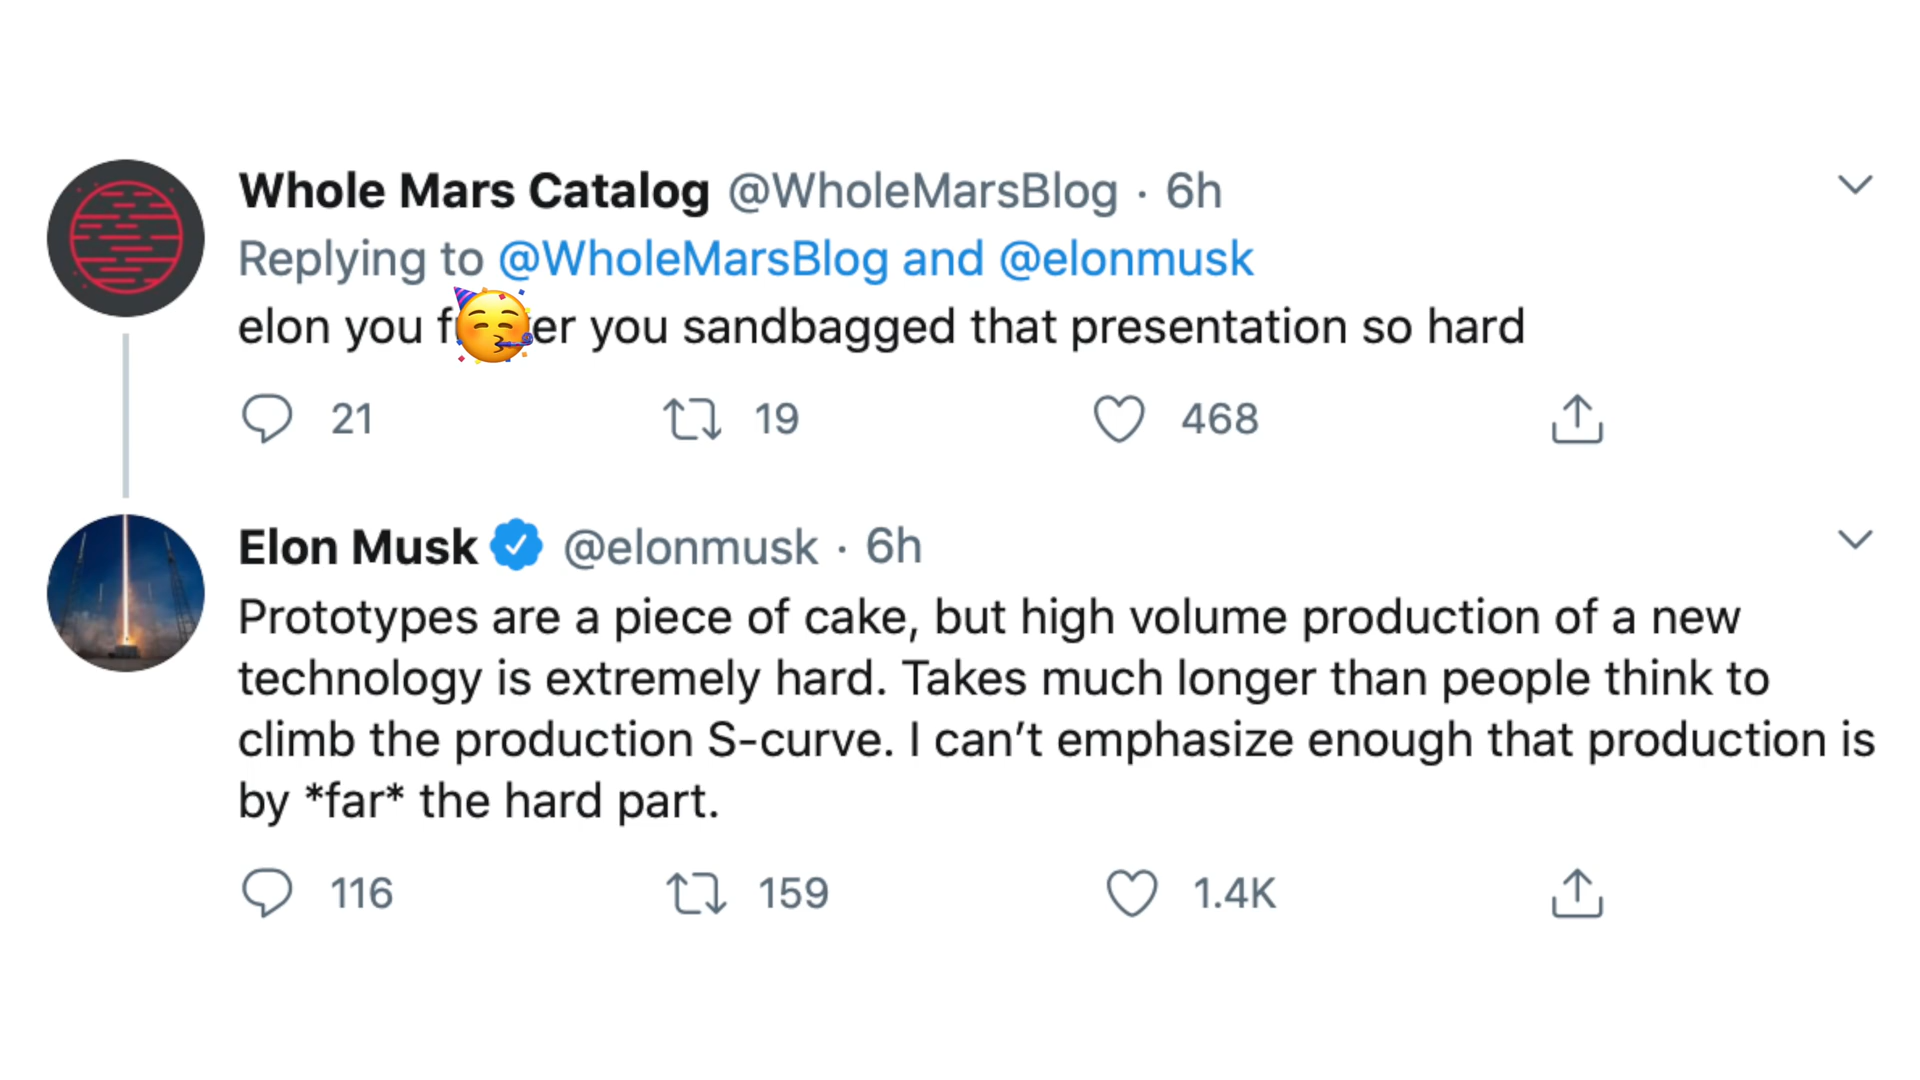 Whole Mars Catalog @WholeMarsBlog · 6h
Replying to @WholeMarsBlog and @elonmusk
elon you f🥳er you sandbagged that presentation so hard
21 19 468
Elon Musk @elonmusk · 6h
Prototypes are a piece of cake, but high volume production of a new
technology is extremely hard. Takes much longer than people think to
climb the production S-curve. I can’t emphasize enough that production is
by *far* the hard part.
116 159 1.4K